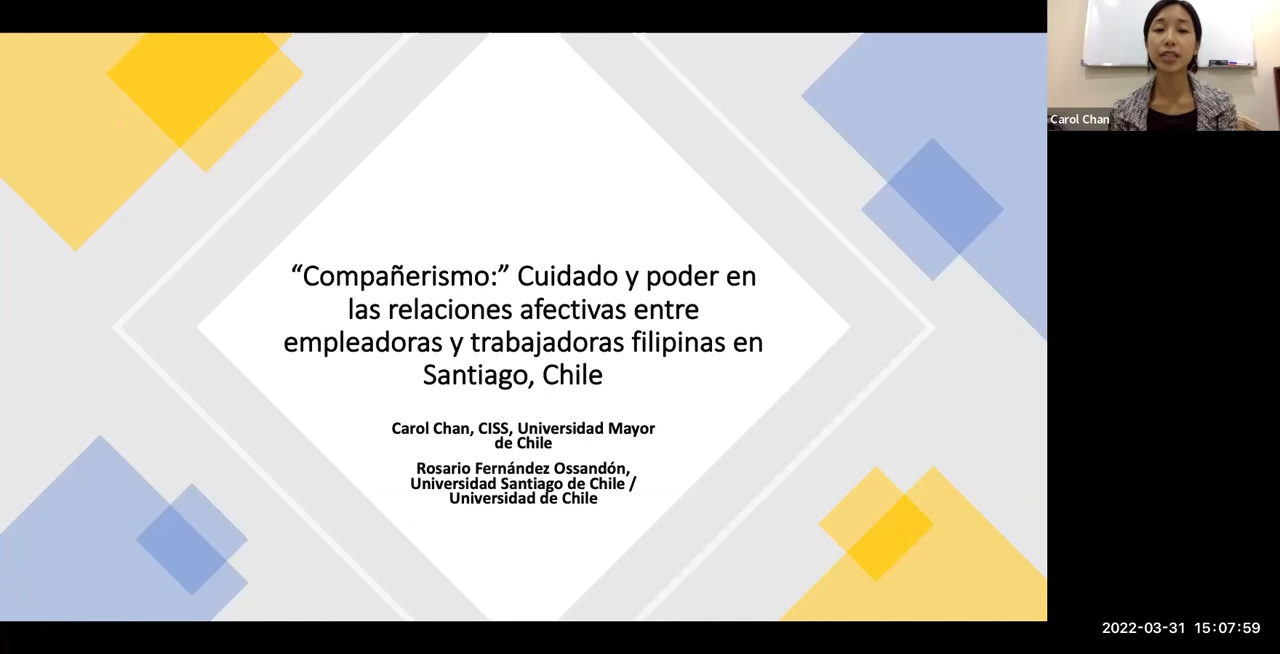 “Compañerismo:” Cuidado y poder en
las relaciones afectivas entre
empleadoras y trabajadoras filipinas en
Santiago, Chile
Carol Chan, CISS, Universidad Mayor
de Chile
Rosario Fernández Ossandón,
Universidad Santiago de Chile /
Universidad de Chile
Carol Chan
2022-03-31 15:07:59